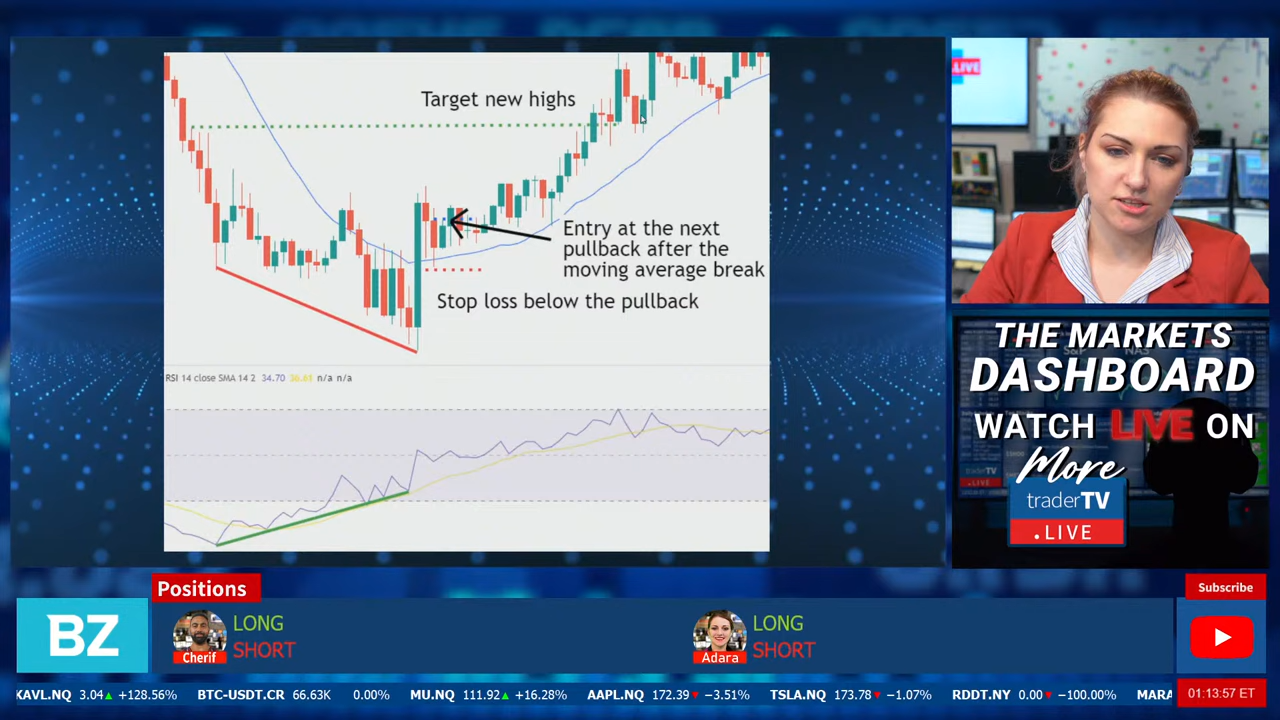 Target new highs
Entry at the next
pullback after the
moving average break
Stop loss below the pullback
RSI 14 close SMA 14 2 34.70 n/a n/a
LIVE
THE MARKETS
DASHBOARD
WATCH LIVE ON
More
traderTV
.LIVE
Positions
Subscribe
BZ
Cherif
LONG
SHORT
Adara
LONG
SHORT
KAVL.NQ 3.04▲ +128.56% BTC-USDT.CR 66.63K 0.00% MU.NQ 111.92▲ +16.28% AAPL.NQ 172.39▼ −3.51% TSLA.NQ 173.78▼ −1.07% RDDT.NY 0.00▼ −100.00% MARA
01:13:57 ET